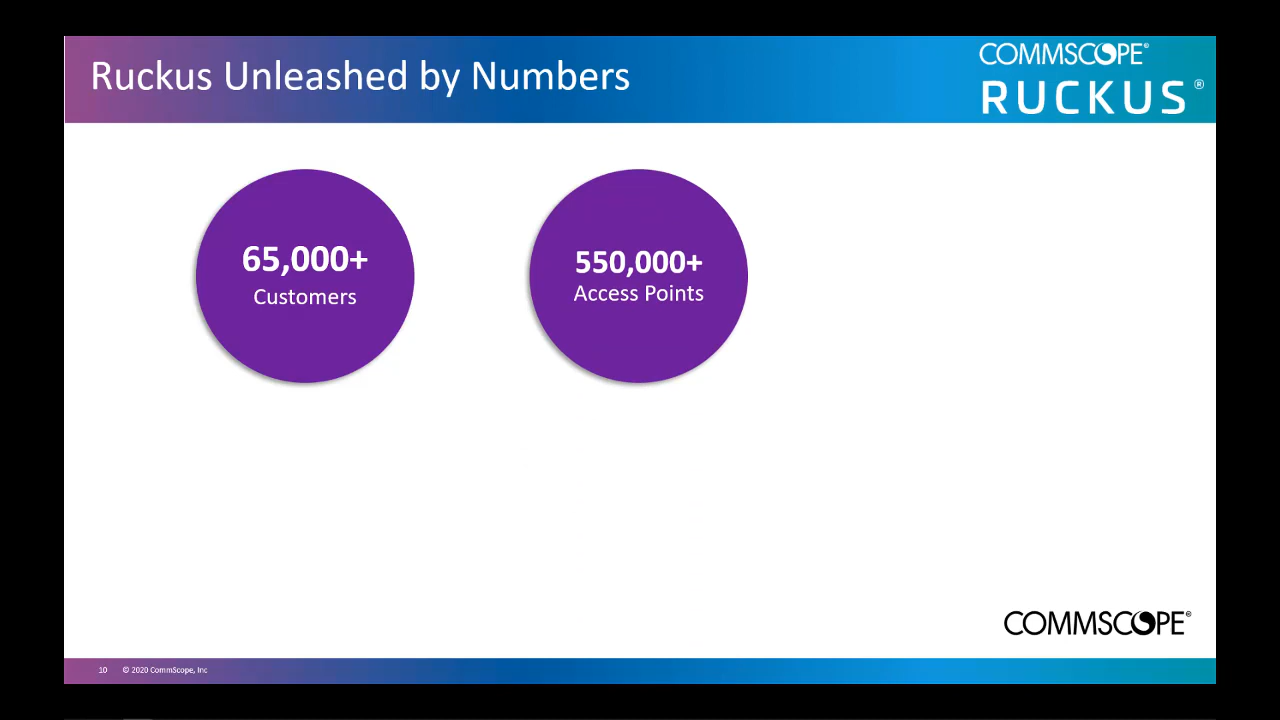 Ruckus Unleashed by Numbers
COMMSCOPE®
RUCKUS®
65,000+
Customers
550,000+
Access Points
COMMSCOPE®
10 © 2020 CommScope, Inc